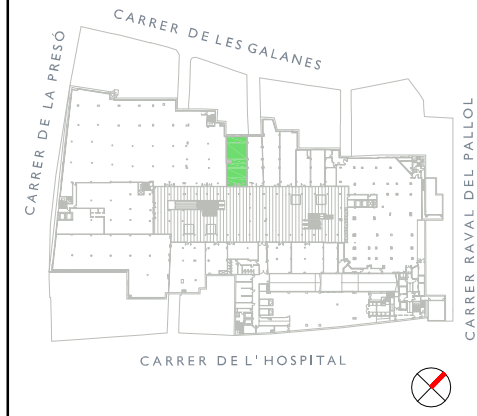 CARRER DE LES GALANES
CARRER DE LA PRESÓ
CARRER RAVAL DEL PALLOL
CARRER DE L'HOSPITAL